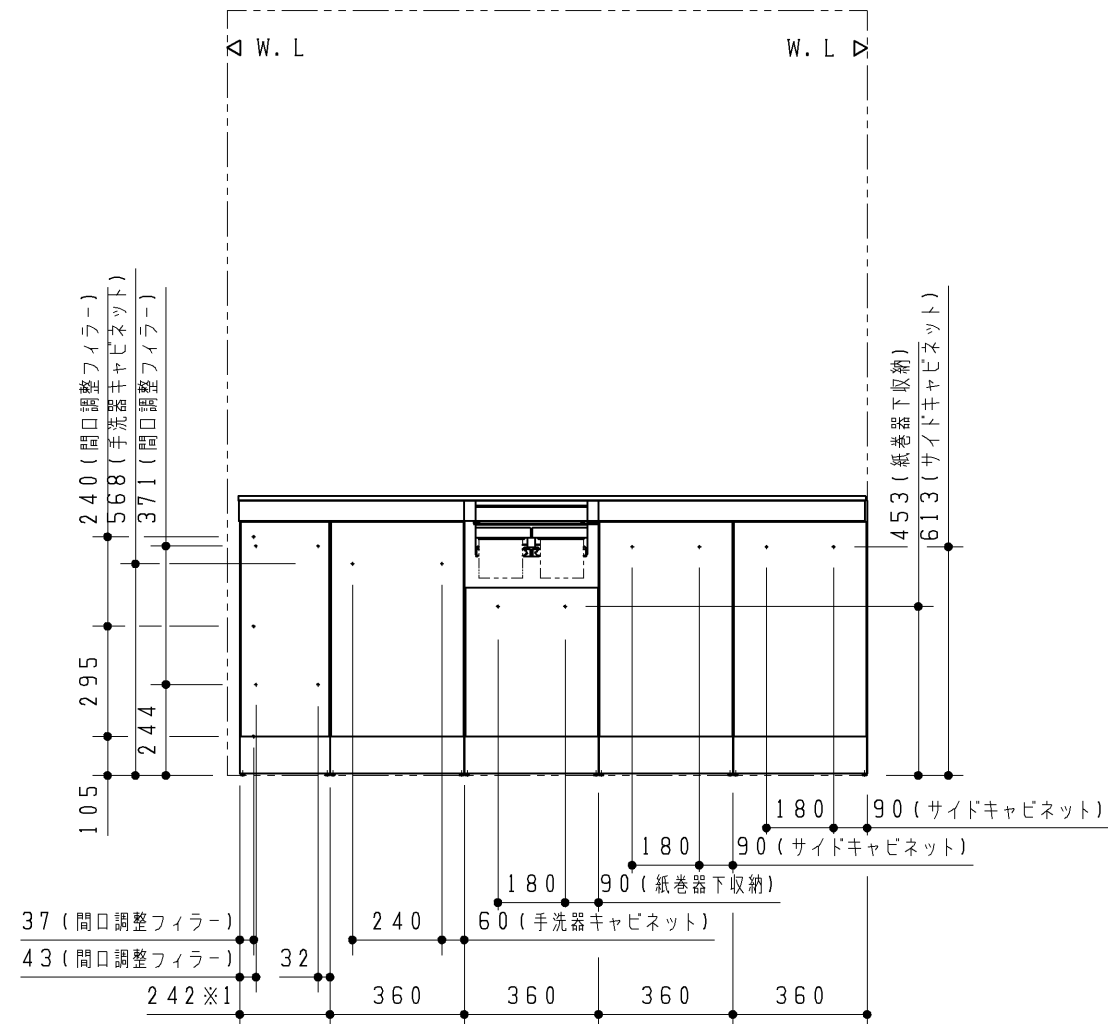 W.L
W.L
240(間口調整フィラー)
568(手洗器キャビネット)
371(間口調整フィラー)
453(紙巻器下収納)
613(サイドキャビネット)
295
244
105
180 90(サイドキャビネット)
180 90(サイドキャビネット)
180 90(紙巻器下収納)
37(間口調整フィラー) 240 60(手洗器キャビネット)
43(間口調整フィラー) 32
242※1 360 360 360 360